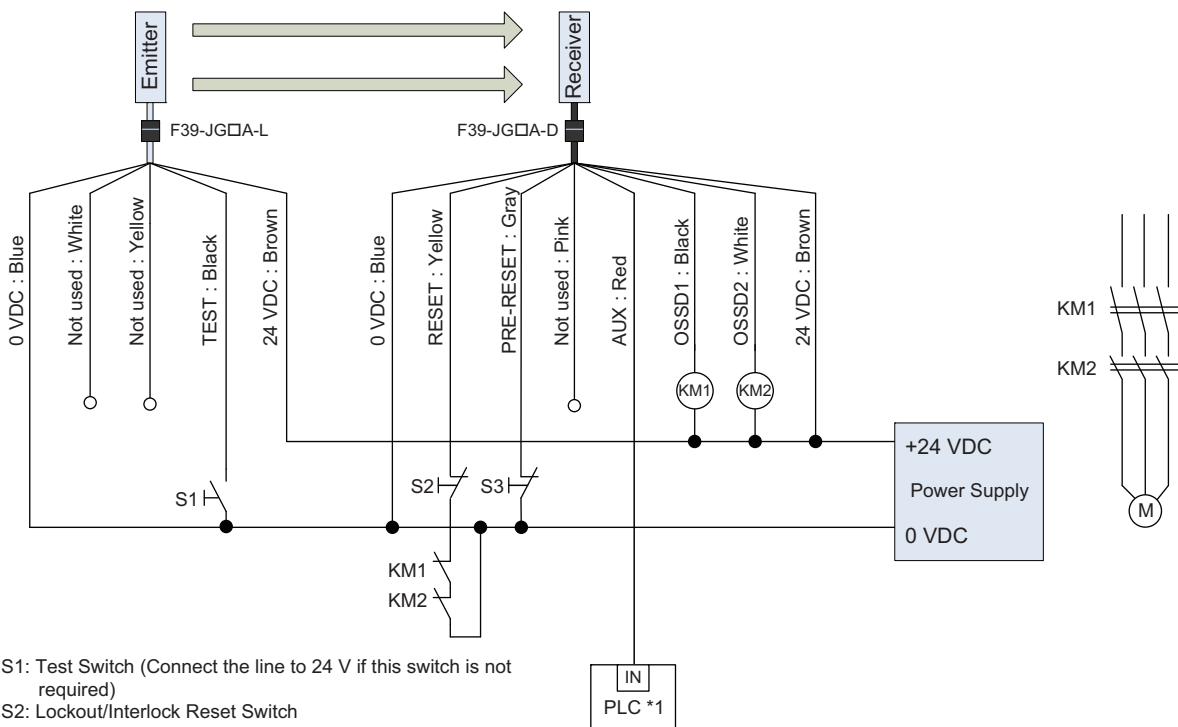 Emitter
Receiver
F39-JG□A-L
F39-JG□A-D
0 VDC : Blue
Not used : White
Not used : Yellow
TEST : Black
24 VDC : Brown
0 VDC : Blue
RESET : Yellow
PRE-RESET : Gray
Not used : Pink
AUX : Red
OSSD1 : Black
OSSD2 : White
24 VDC : Brown
KM1
KM2
KM1
KM2
+24 VDC
Power Supply
0 VDC
M
S1
S2
S3
KM1
KM2
IN
PLC *1
S1: Test Switch (Connect the line to 24 V if this switch is not
required)
S2: Lockout/Interlock Reset Switch